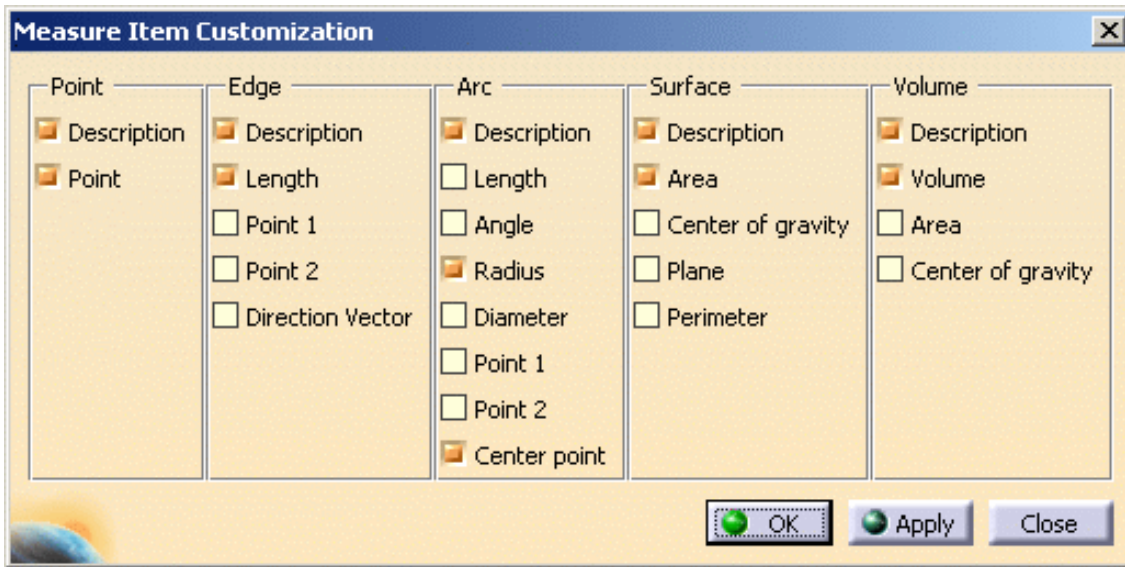 Measure Item Customization
Point
Description
Point
Edge
Description
Length
Point 1
Point 2
Direction Vector
Arc
Description
Length
Angle
Radius
Diameter
Point 1
Point 2
Center point
Surface
Description
Area
Center of gravity
Plane
Perimeter
Volume
Description
Volume
Area
Center of gravity
OK
Apply
Close